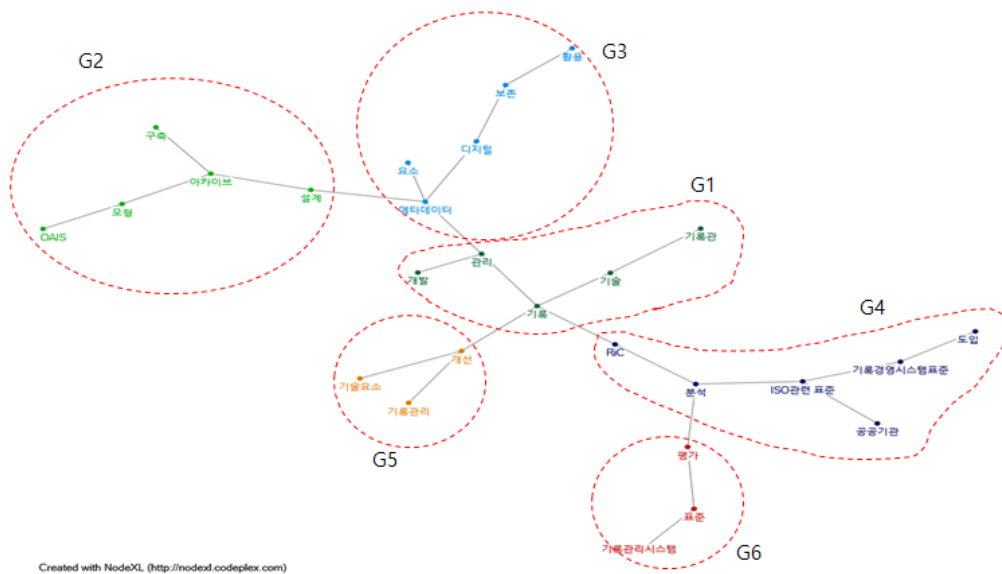 G2
G3
활용
보존
구축
디지털
요소
아카이브
설계
메타데이터
모형
OAIS
G1
기록관
관리
개발
기술
기록
G4
도입
RiC
개선
기록경영시스템표준
기술요소
분석
ISO관련 표준
기록관리
공공기관
G5
평가
표준
기록관리시스템
G6
Created with NodeXL (http://nodexl.codeplex.com)